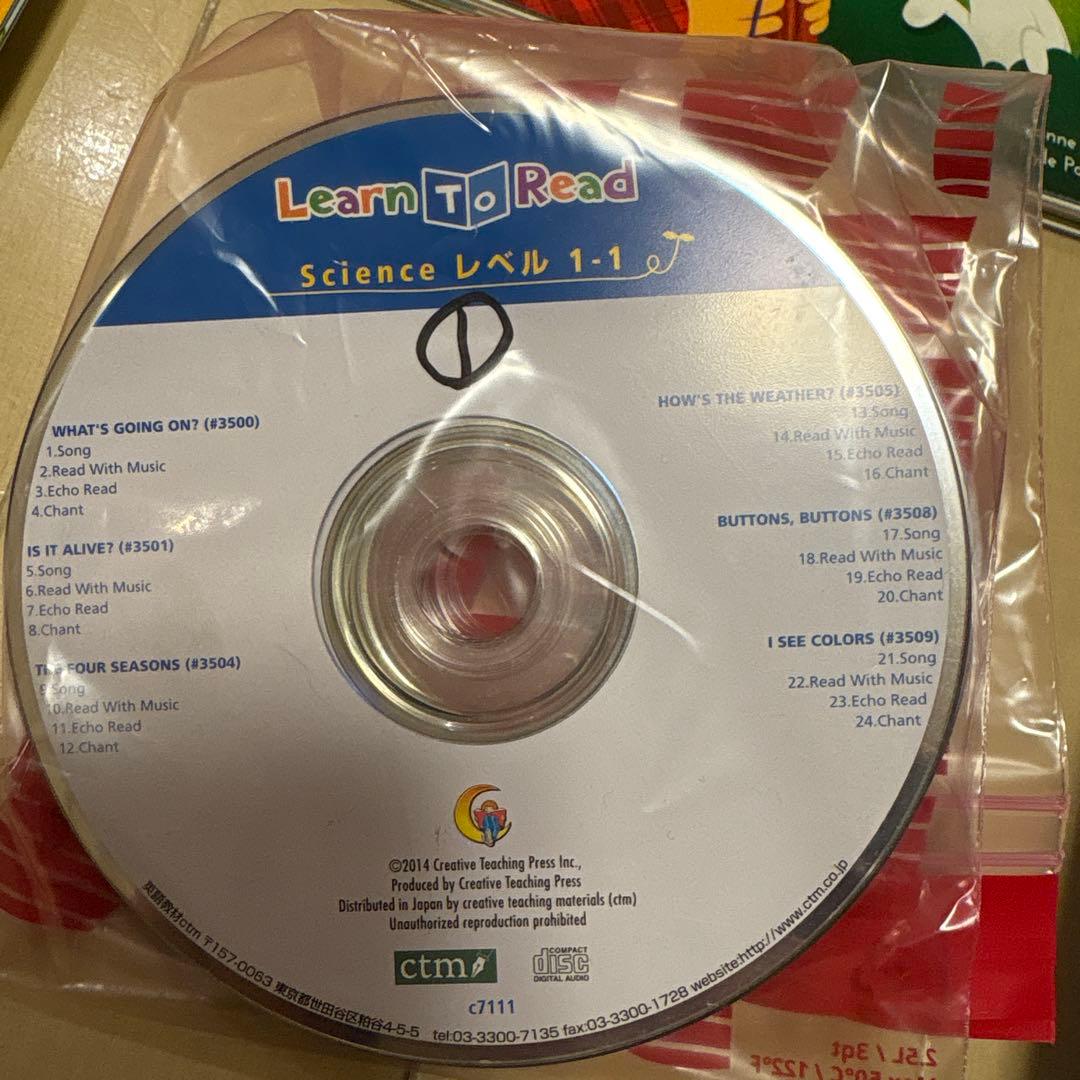 Learn To Read
Science レベル 1-1
①
WHAT'S GOING ON? (#3500)
1.Song
2.Read With Music
3.Echo Read
4.Chant
IS IT ALIVE? (#3501)
5.Song
6.Read With Music
7.Echo Read
8.Chant
THE FOUR SEASONS (#3504)
9.Song
10.Read With Music
11.Echo Read
12.Chant
HOW'S THE WEATHER? (#3505)
13.Song
14.Read With Music
15.Echo Read
16.Chant
BUTTONS, BUTTONS (#3508)
17.Song
18.Read With Music
19.Echo Read
20.Chant
I SEE COLORS (#3509)
21.Song
22.Read With Music
23.Echo Read
24.Chant
©2014 Creative Teaching Press Inc.,
Produced by Creative Teaching Press
Distributed in Japan by creative teaching materials (ctm)
Unauthorized reproduction prohibited
ctm
COMPACT
disc
DIGITAL AUDIO
c7111
英語教材ctm 〒157-0063 東京都世田谷区粕谷4-5-5 tel:03-3300-7135 fax:03-3300-1728 website:http://www.ctm.co.jp
2.5L / 3qt
50°C / 122°F